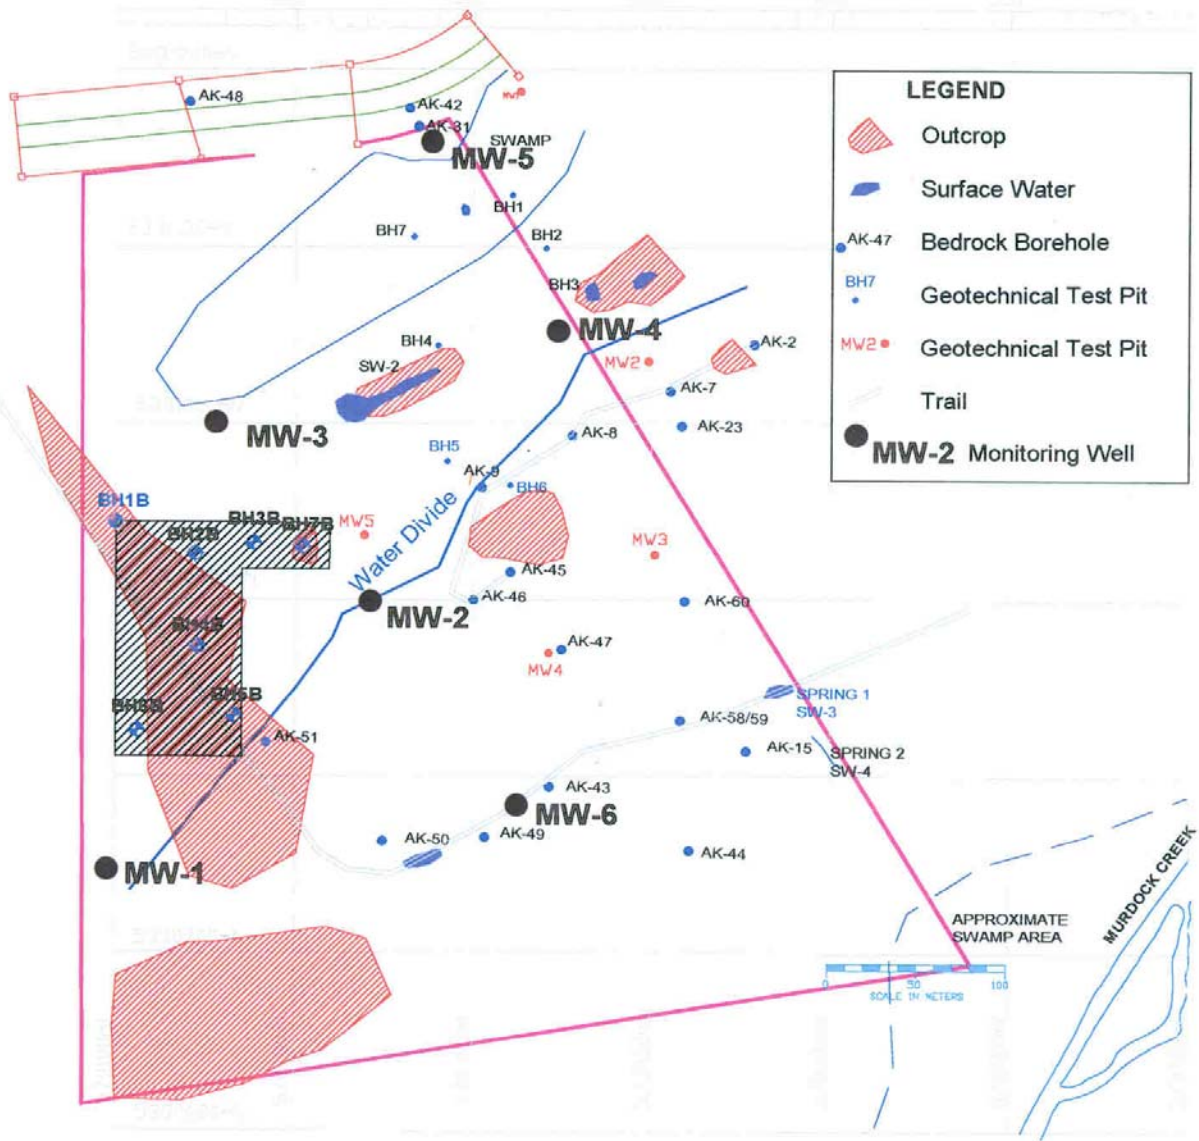 AK-48
AK-42
AK-31
MW1
SWAMP
MW-5
BH1
BH7
BH2
BH3
MW-4
BH4
SW-2
MW2
AK-2
AK-7
MW-3
AK-8
AK-23
BH5
AK-9
BH6
BH1B
BH2B
BH3B
BH7B
MW5
Water Divide
MW3
AK-45
AK-46
MW-2
AK-60
BH4B
AK-47
MW4
BH5B
AK-51
SPRING 1
SW-3
AK-58/59
AK-15
SPRING 2
SW-4
AK-43
MW-6
AK-50
AK-49
AK-44
MW-1
APPROXIMATE
SWAMP AREA
MURDOCK CREEK
0 50 100
SCALE IN METERS
LEGEND
Outcrop
Surface Water
AK-47 Bedrock Borehole
BH7 Geotechnical Test Pit
MW2 Geotechnical Test Pit
Trail
MW-2 Monitoring Well